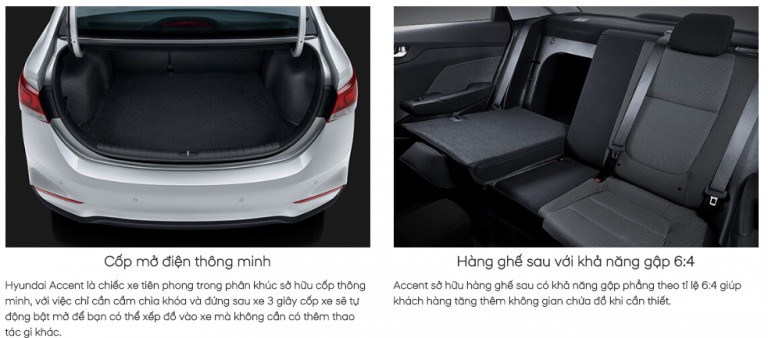 Cốp mở điện thông minh
Hyundai Accent là chiếc xe tiên phong trong phân khúc sở hữu cốp thông
minh, với việc chỉ cần cầm chìa khóa và đứng sau xe 3 giây cốp xe sẽ tự
động bật mở để bạn có thể xếp đồ vào xe mà không cần có thêm thao
tác gì khác.
Hàng ghế sau với khả năng gập 6:4
Accent sở hữu hàng ghế sau có khả năng gập phẳng theo tỉ lệ 6:4 giúp
khách hàng tăng thêm không gian chứa đồ khi cần thiết.